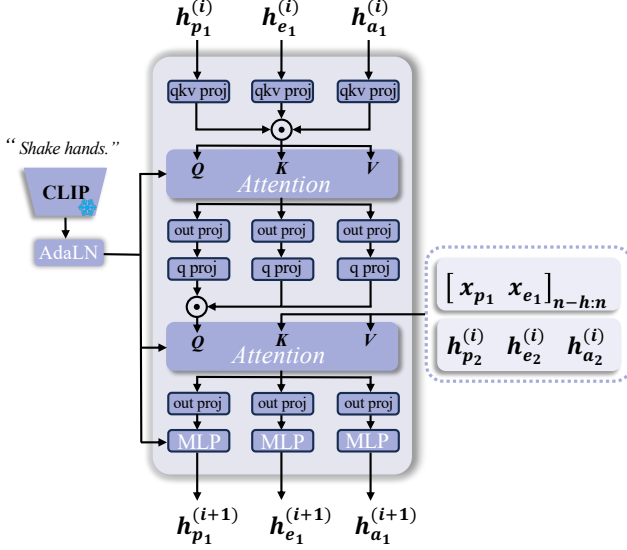 h_{p_1}^{(i)} h_{e_1}^{(i)} h_{a_1}^{(i)}
qkv proj qkv proj qkv proj
“ Shake hands.”
Q K V
Attention
CLIP
AdaLN
out proj out proj out proj
q proj q proj q proj
[ x_{p_1} x_{e_1} ]_{n-h:n}
h_{p_2}^{(i)} h_{e_2}^{(i)} h_{a_2}^{(i)}
Q K V
Attention
out proj out proj out proj
MLP MLP MLP
h_{p_1}^{(i+1)} h_{e_1}^{(i+1)} h_{a_1}^{(i+1)}